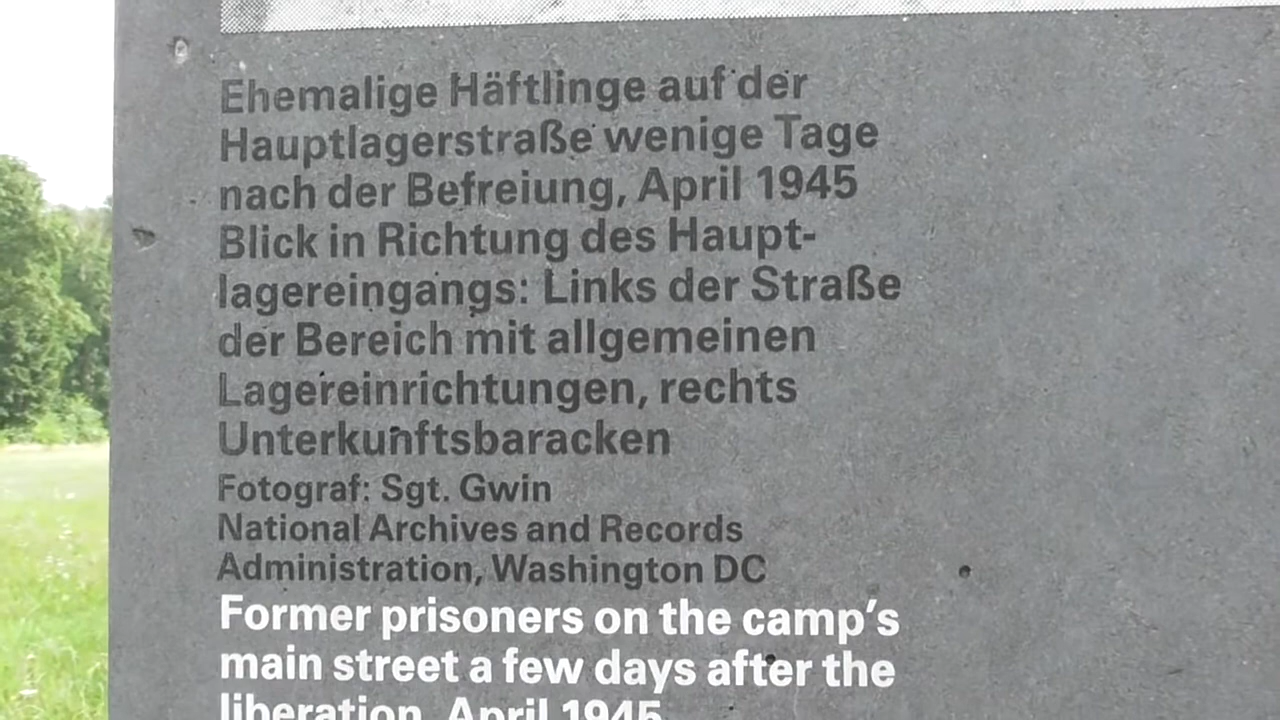 Ehemalige Häftlinge auf der
Hauptlagerstraße wenige Tage
nach der Befreiung, April 1945
Blick in Richtung des Haupt-
lagereingangs: Links der Straße
der Bereich mit allgemeinen
Lagereinrichtungen, rechts
Unterkunftsbaracken
Fotograf: Sgt. Gwin
National Archives and Records
Administration, Washington DC
Former prisoners on the camp’s
main street a few days after the
liberation, April 1945